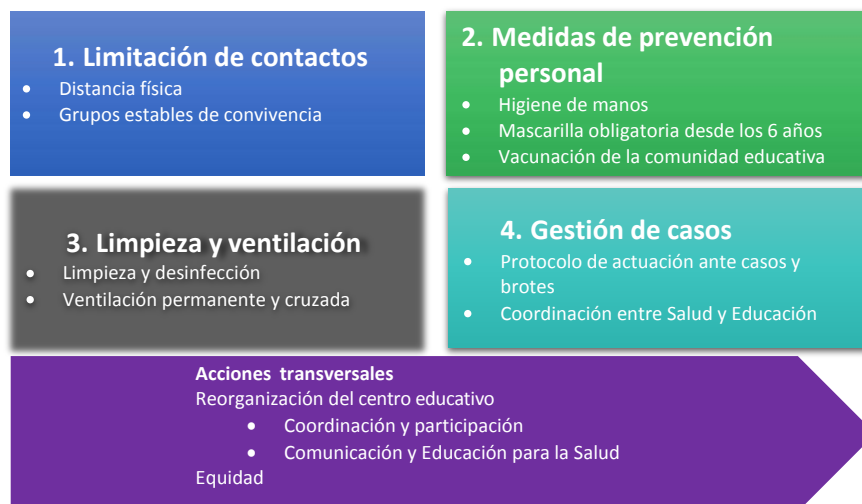 1. Limitación de contactos
• Distancia física
• Grupos estables de convivencia
2. Medidas de prevención
personal
• Higiene de manos
• Mascarilla obligatoria desde los 6 años
• Vacunación de la comunidad educativa
3. Limpieza y ventilación
• Limpieza y desinfección
• Ventilación permanente y cruzada
4. Gestión de casos
• Protocolo de actuación ante casos y
brotes
• Coordinación entre Salud y Educación
Acciones transversales
Reorganización del centro educativo
• Coordinación y participación
• Comunicación y Educación para la Salud
Equidad